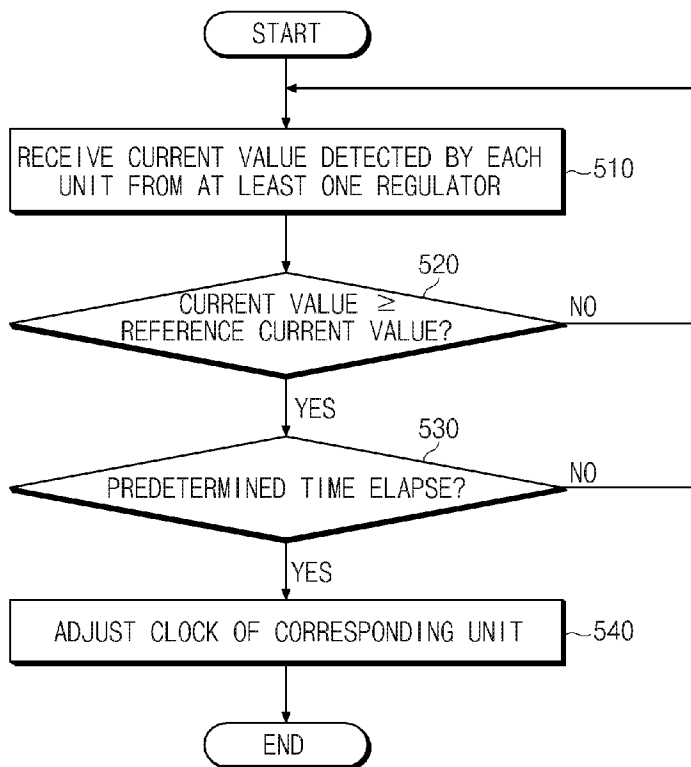 START
RECEIVE CURRENT VALUE DETECTED BY EACH
UNIT FROM AT LEAST ONE REGULATOR
510
520
CURRENT VALUE ≥
REFERENCE CURRENT VALUE?
NO
YES
530
PREDETERMINED TIME ELAPSE?
NO
YES
ADJUST CLOCK OF CORRESPONDING UNIT
540
END